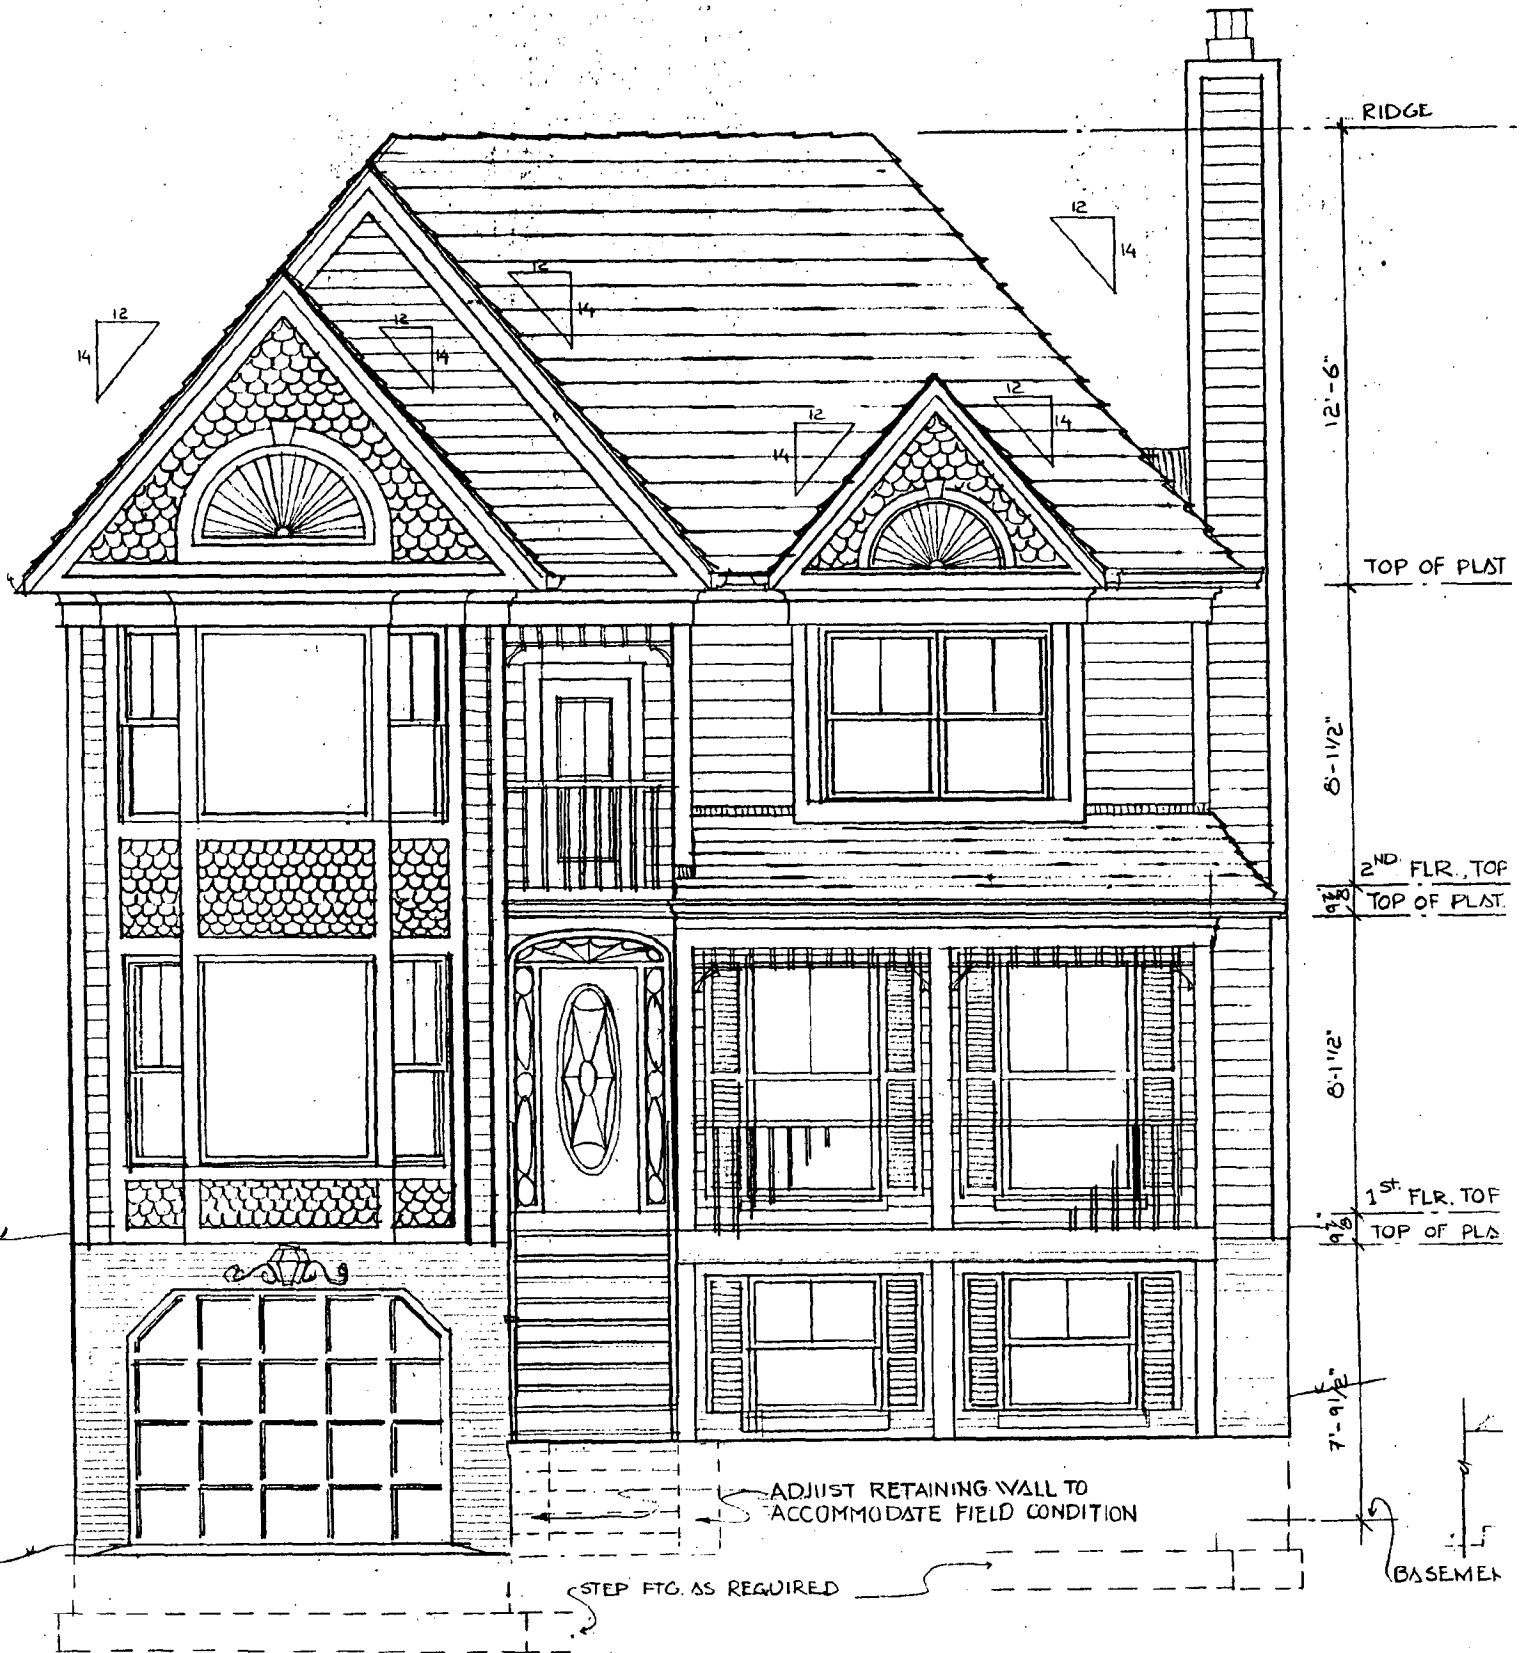 RIDGE
12
14
12
14
12
14
12
14
12
14
12
14
12'-6"
TOP OF PLAT
8'-11/2"
2ND. FLR., TOP
9 7/8"
TOP OF PLAT.
8'-1 1/2"
1ST. FLR. TOP
9 7/8"
TOP OF PLA
7'-9 1/2"
ADJUST RETAINING WALL TO
ACCOMMODATE FIELD CONDITION
BASEMEN
STEP FTG. AS REQUIRED